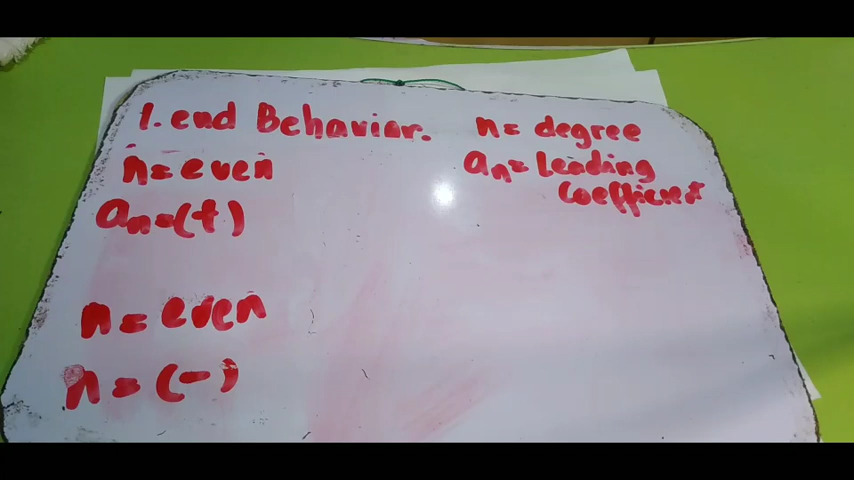 1. end Behavior.
n = even
an = (+)
n = even
n = (-)
n = degree
an = Leading
coefficient